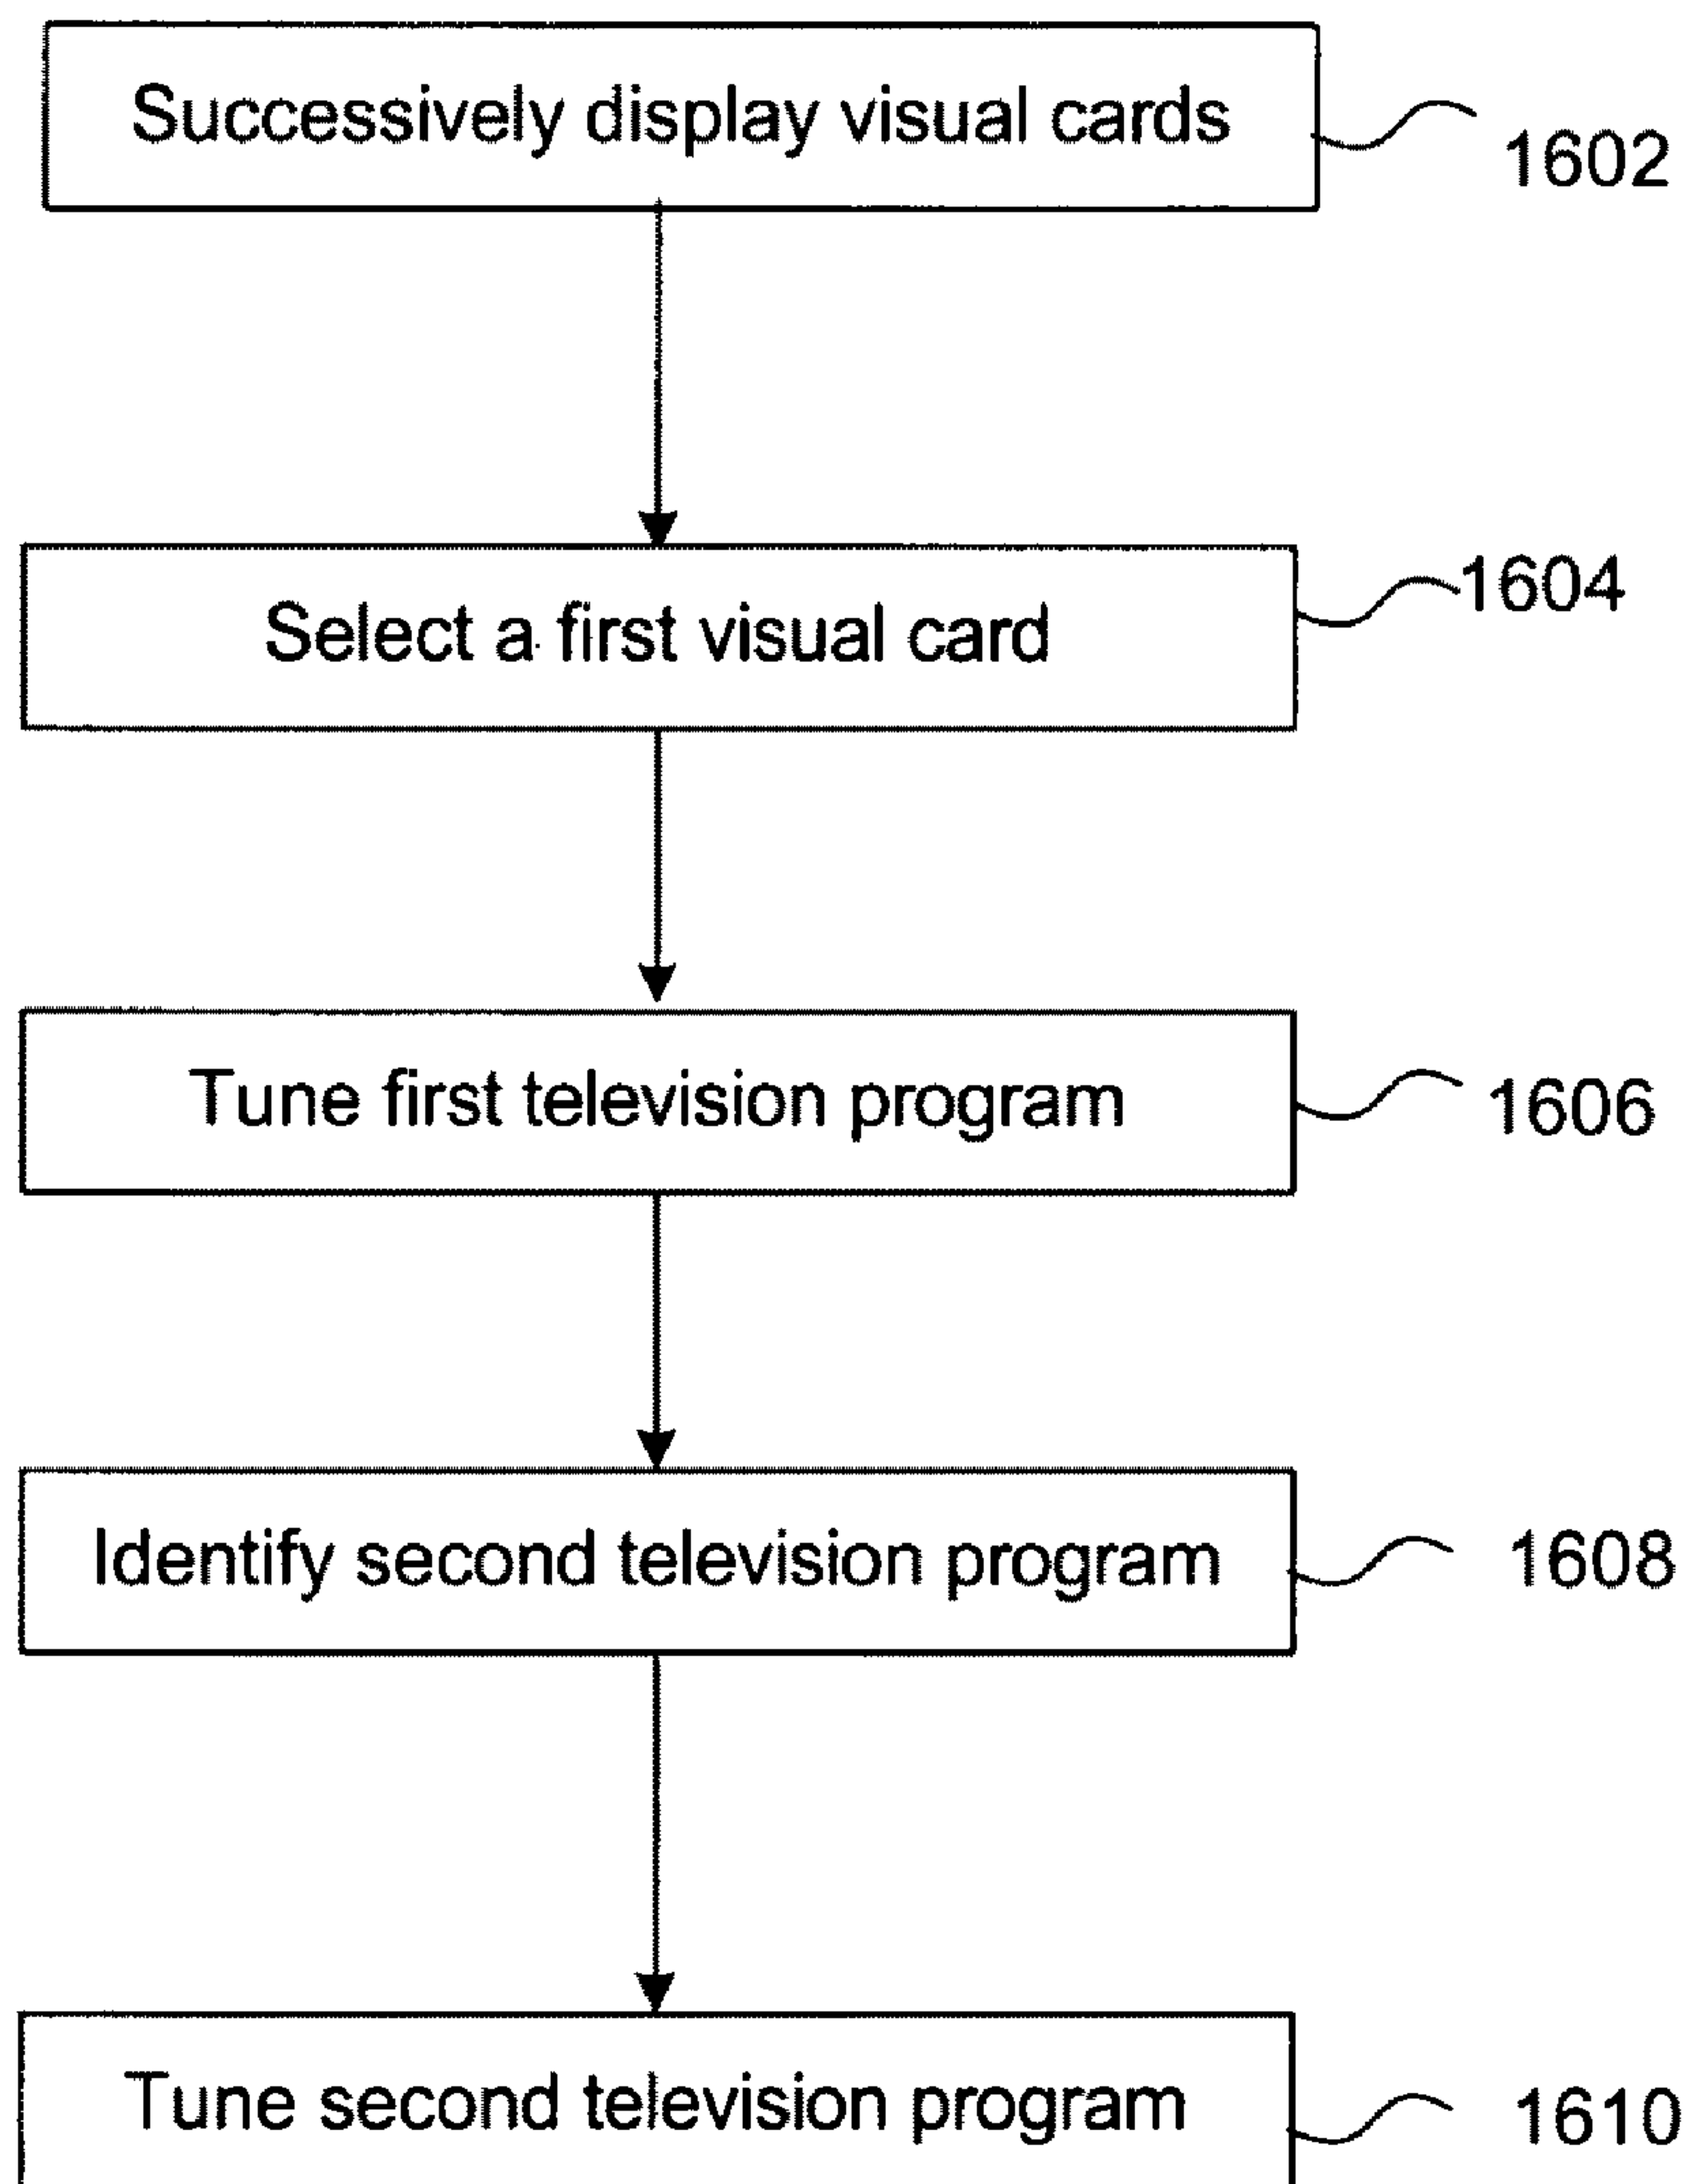 Successively display visual cards
1602
Select a first visual card
1604
Tune first television program
1606
Identify second television program
1608
Tune second television program
1610